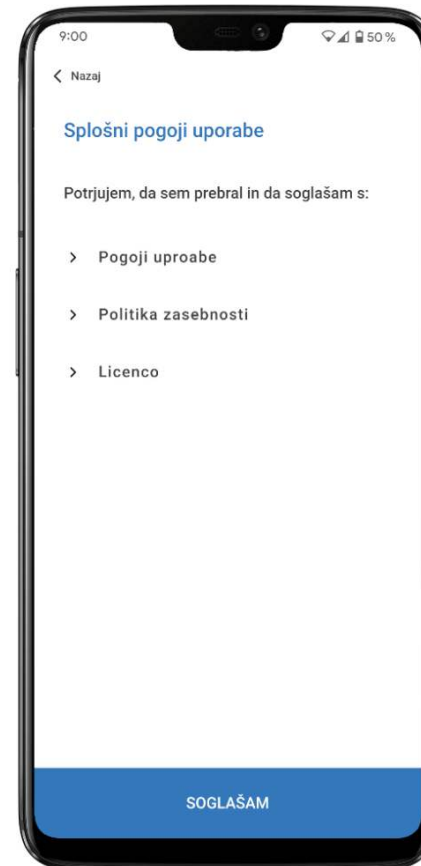 9:00 50 %
Nazaj
Splošni pogoji uporabe
Potrjujem, da sem prebral in da soglašam s:
Pogoji uproabe
Politika zasebnosti
Licenco
SOGLAŠAM